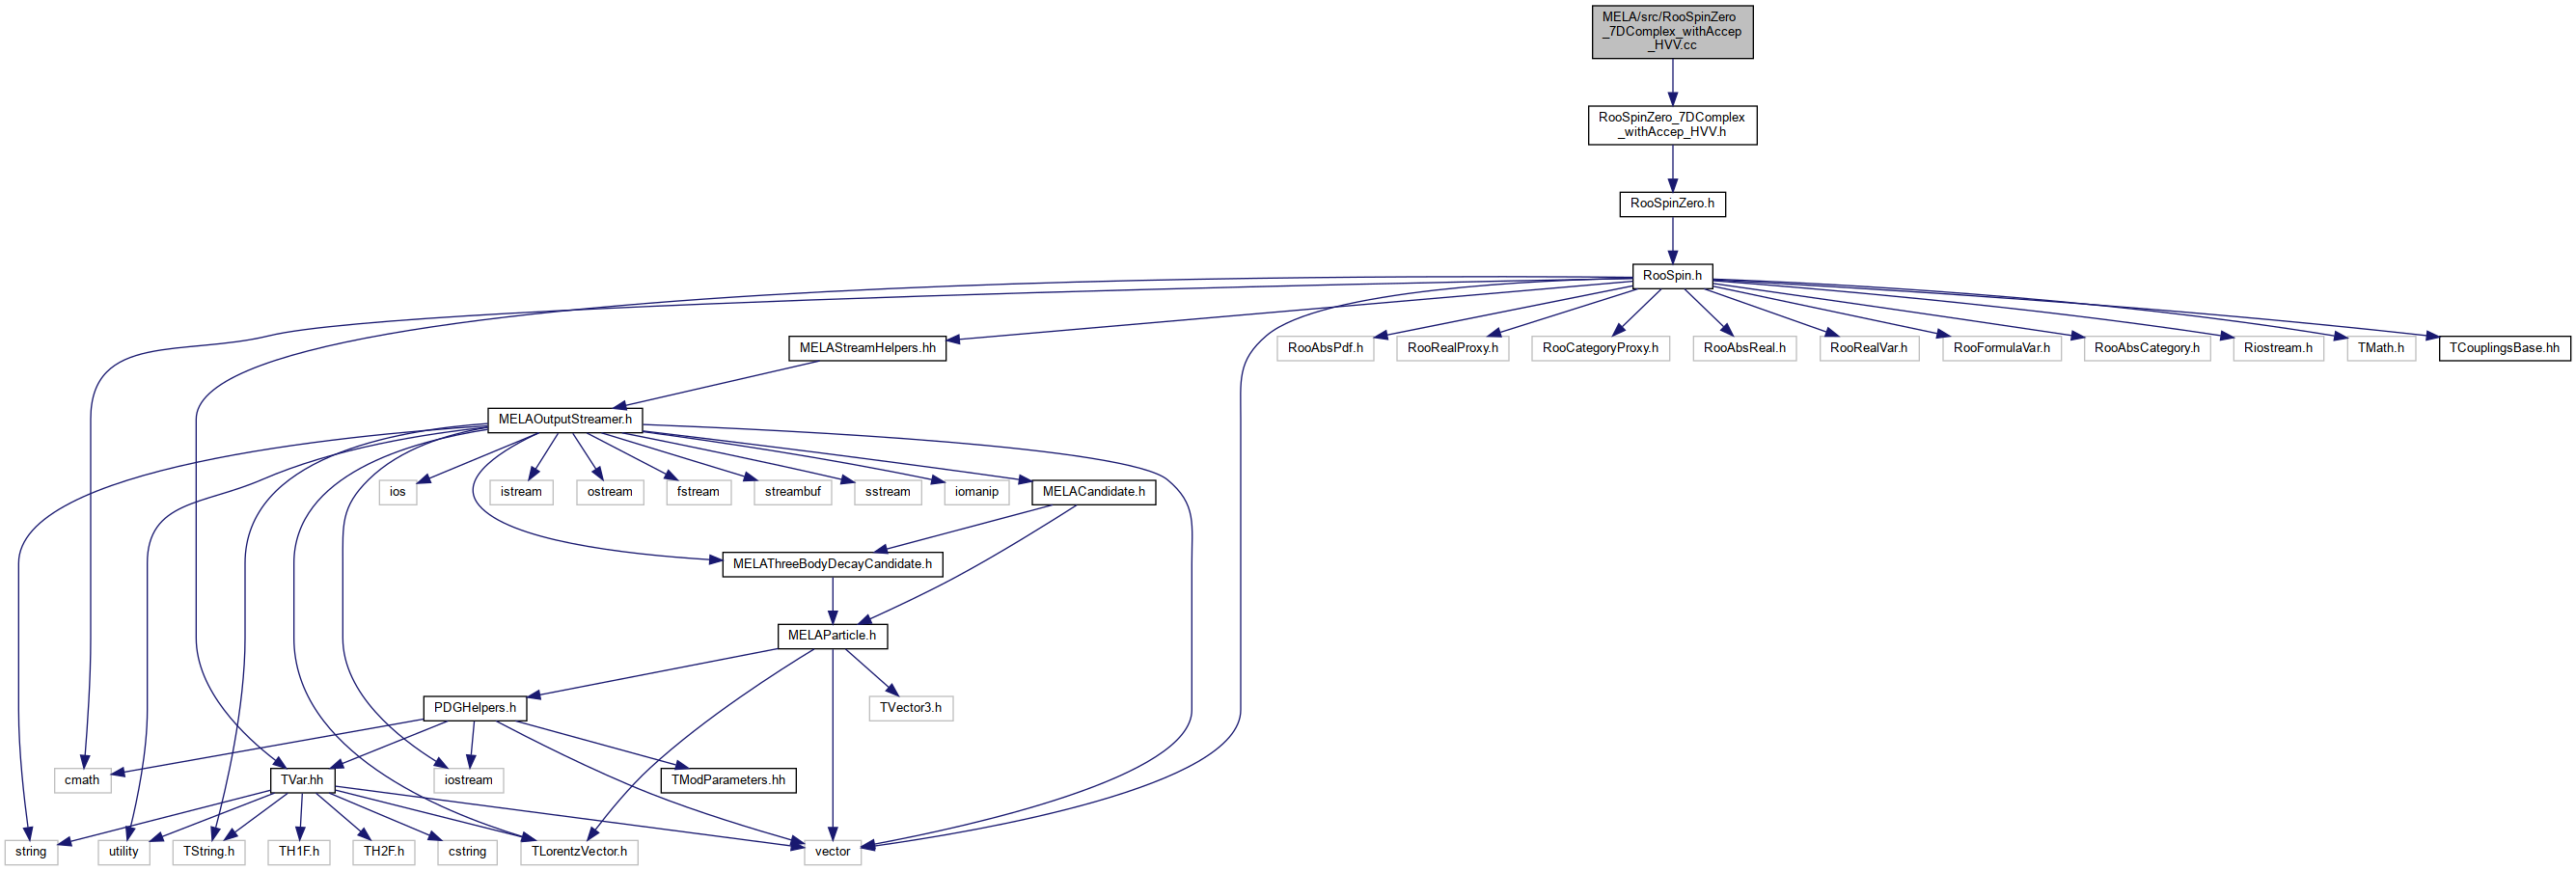 MELA/src/RooSpinZero
_7DComplex_withAccep
_HVV.cc
RooSpinZero_7DComplex
_withAccep_HVV.h
RooSpinZero.h
RooSpin.h
MELAStreamHelpers.hh
RooAbsPdf.h
RooRealProxy.h
RooCategoryProxy.h
RooAbsReal.h
RooRealVar.h
RooFormulaVar.h
RooAbsCategory.h
Riostream.h
TMath.h
TCouplingsBase.hh
MELAOutputStreamer.h
ios
istream
ostream
fstream
streambuf
sstream
iomanip
MELACandidate.h
MELAThreeBodyDecayCandidate.h
MELAParticle.h
PDGHelpers.h
TVector3.h
cmath
TVar.hh
iostream
TModParameters.hh
string
utility
TString.h
TH1F.h
TH2F.h
cstring
TLorentzVector.h
vector